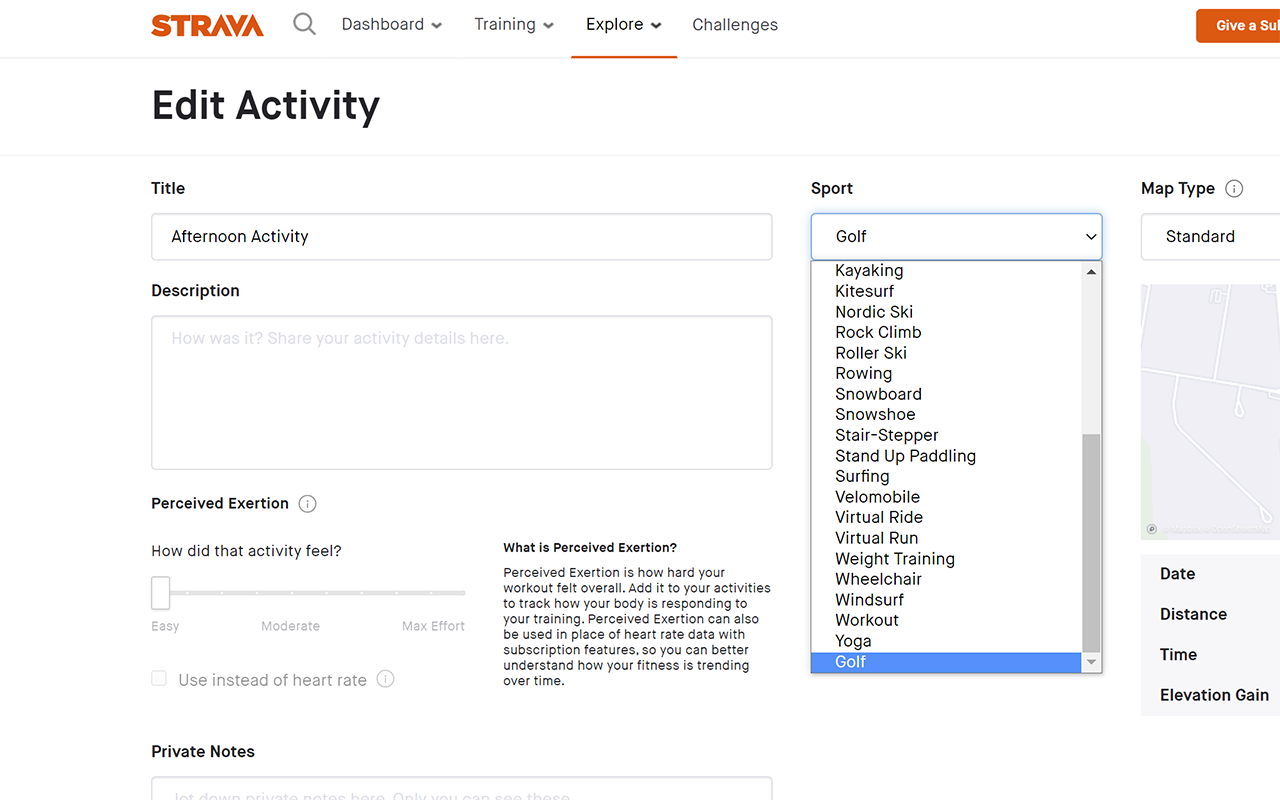 STRAVA
Dashboard
Training
Explore
Challenges
Give a Su
Edit Activity
Title
Afternoon Activity
Description
How was it? Share your activity details here.
Perceived Exertion
How did that activity feel?
Easy
Moderate
Max Effort
Use instead of heart rate
What is Perceived Exertion?
Perceived Exertion is how hard your
workout felt overall. Add it to your activities
to track how your body is responding to
your training. Perceived Exertion can also
be used in place of heart rate data with
subscription features, so you can better
understand how your fitness is trending
over time.
Private Notes
Jot down private notes here. Only you can see these.
Sport
Golf
Kayaking
Kitesurf
Nordic Ski
Rock Climb
Roller Ski
Rowing
Snowboard
Snowshoe
Stair-Stepper
Stand Up Paddling
Surfing
Velomobile
Virtual Ride
Virtual Run
Weight Training
Wheelchair
Windsurf
Workout
Yoga
Golf
Map Type
Standard
Date
Distance
Time
Elevation Gain